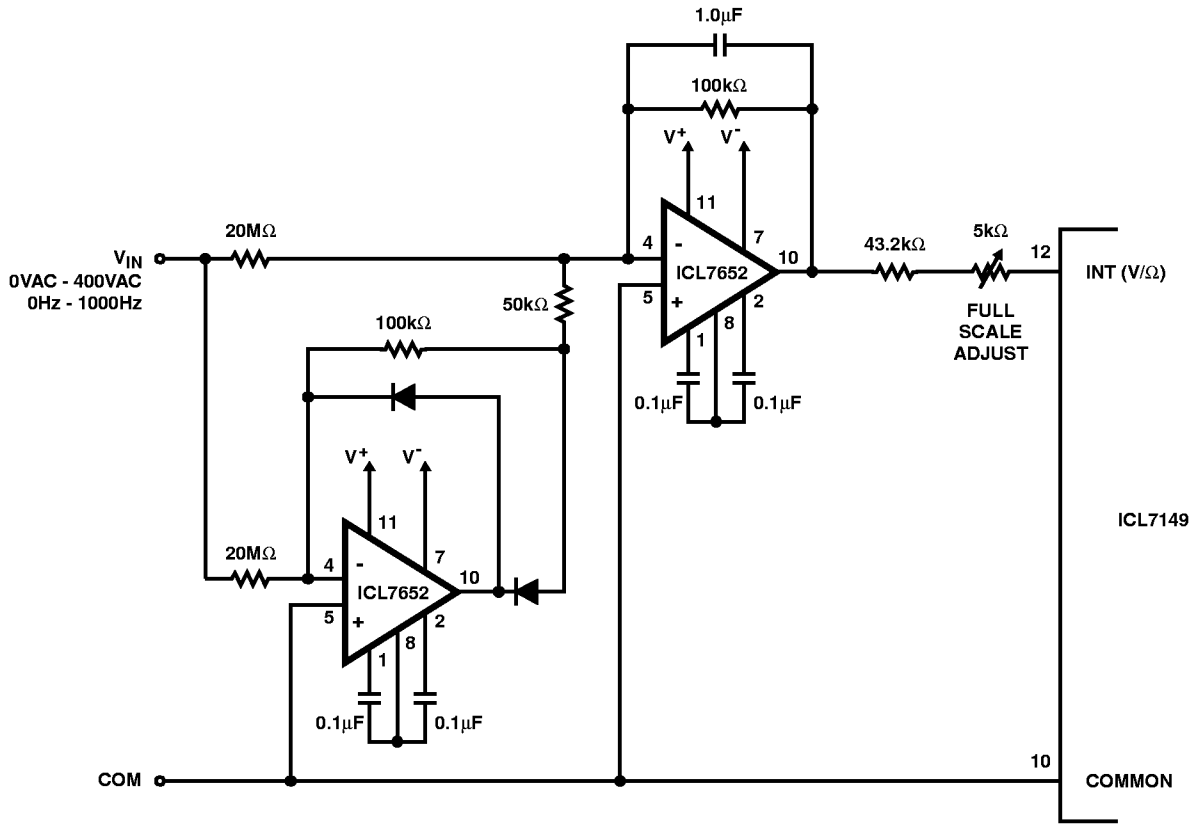 1.0µF
100kΩ
V+ V-
11
7
20MΩ
VIN
0VAC - 400VAC
0Hz - 1000Hz
4
-
ICL7652
5
+
10
43.2kΩ
5kΩ
12
INT (V/Ω)
FULL
SCALE
ADJUST
50kΩ
1
8
2
0.1µF
0.1µF
100kΩ
V+ V-
11
7
20MΩ
4
-
ICL7652
5
+
10
1
8
2
0.1µF
0.1µF
ICL7149
COM
10
COMMON